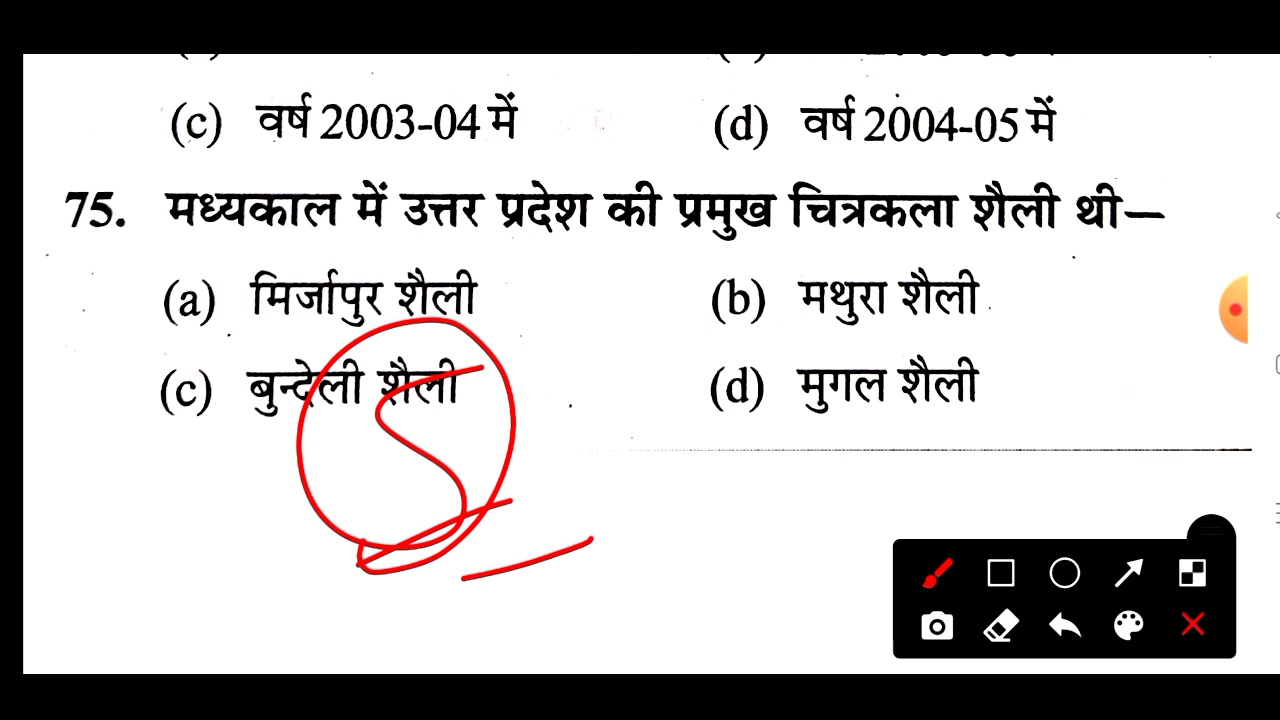 (c) वर्ष 2003-04 में (d) वर्ष 2004-05 में
75. मध्यकाल में उत्तर प्रदेश की प्रमुख चित्रकला शैली थी—
(a) मिर्जापुर शैली (b) मथुरा शैली
(c) बुन्देली शैली (d) मुगल शैली